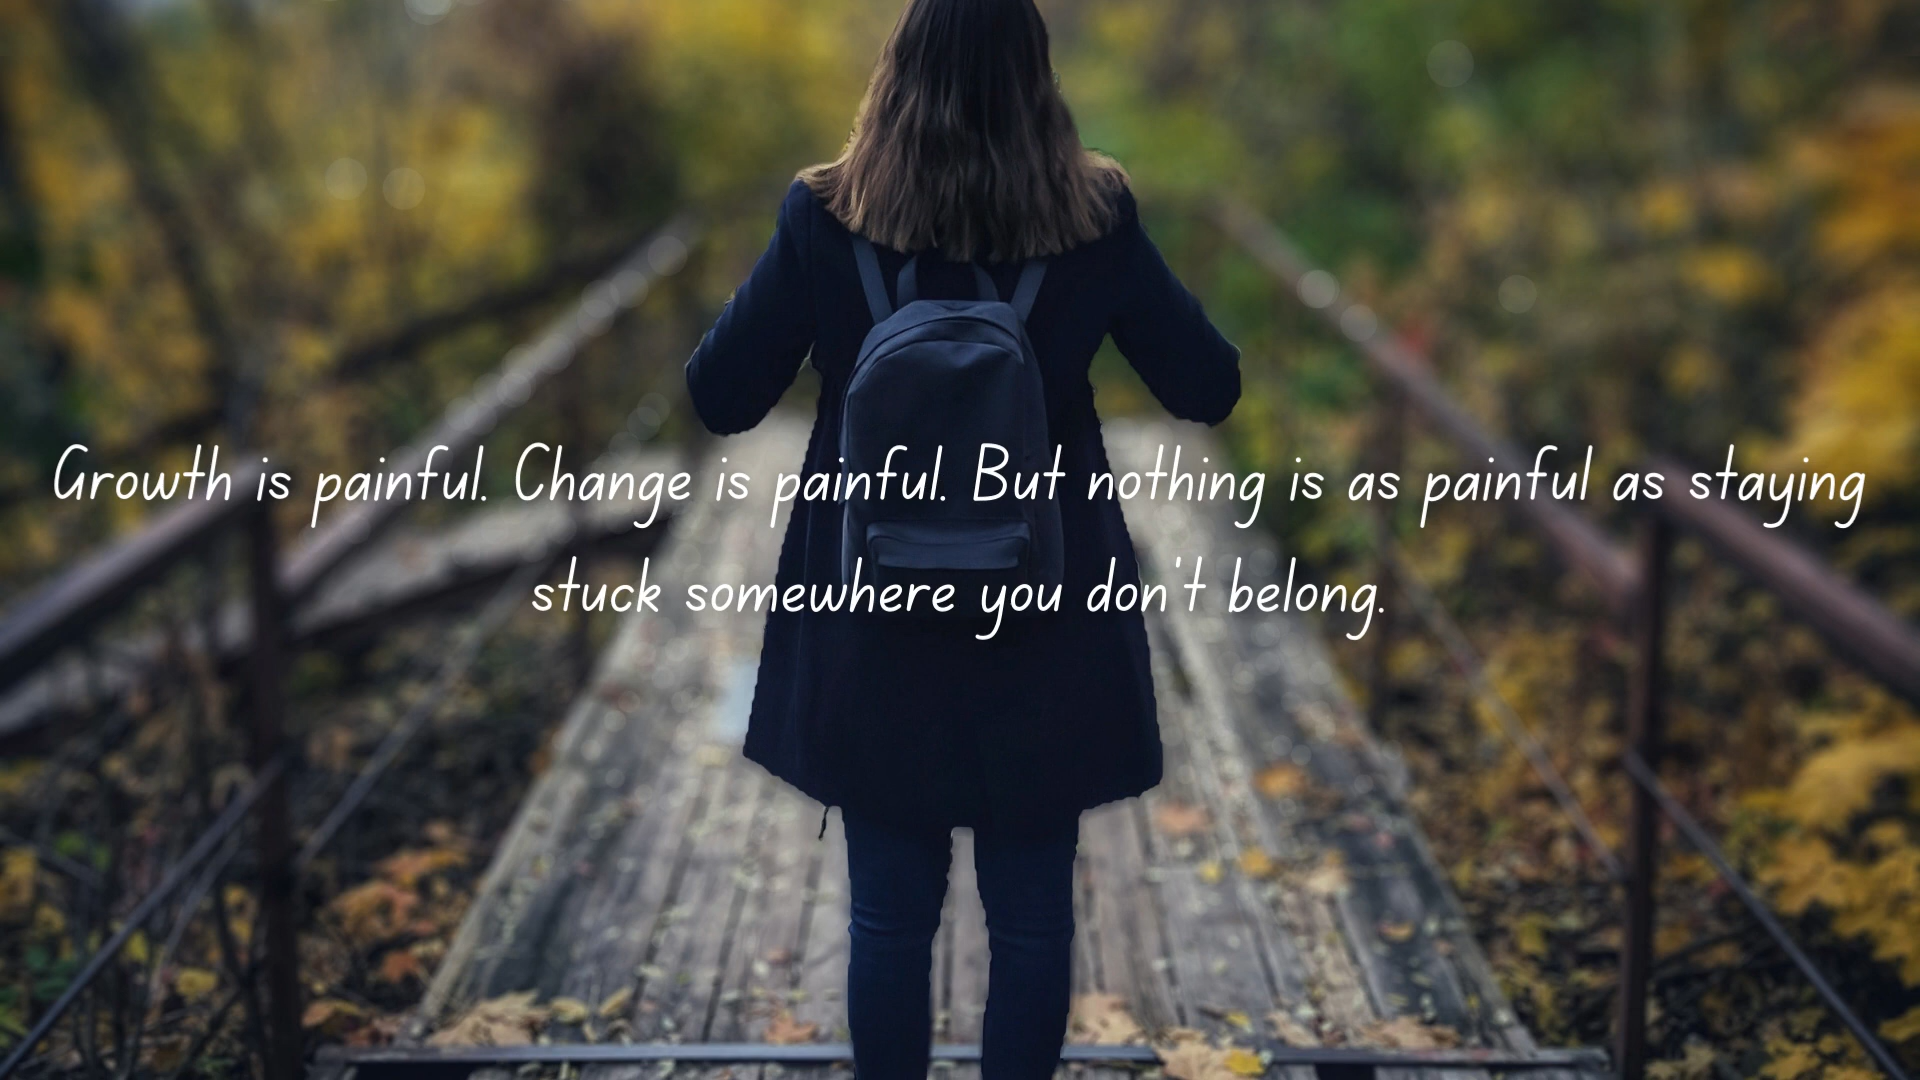 Growth is painful. Change is painful. But nothing is as painful as staying
stuck somewhere you don't belong.